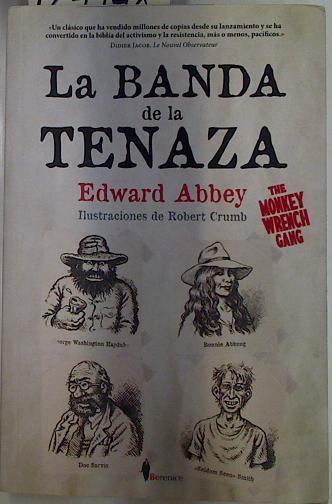 «Un clásico que ha vendido millones de copias desde su lanzamiento y se ha
convertido en la biblia del activismo y la resistencia, más o menos, pacíficos.»
Didier Jacob, Le Nouvel Observateur
La BANDA
de la
TENAZA
Edward Abbey
Ilustraciones de Robert Crumb
THE
MONKEY
WRENCH
GANG
George Washington Hayduke
Bonnie Abbzug
Doc Sarvis
«Seldom Seen» Smith
Berenice